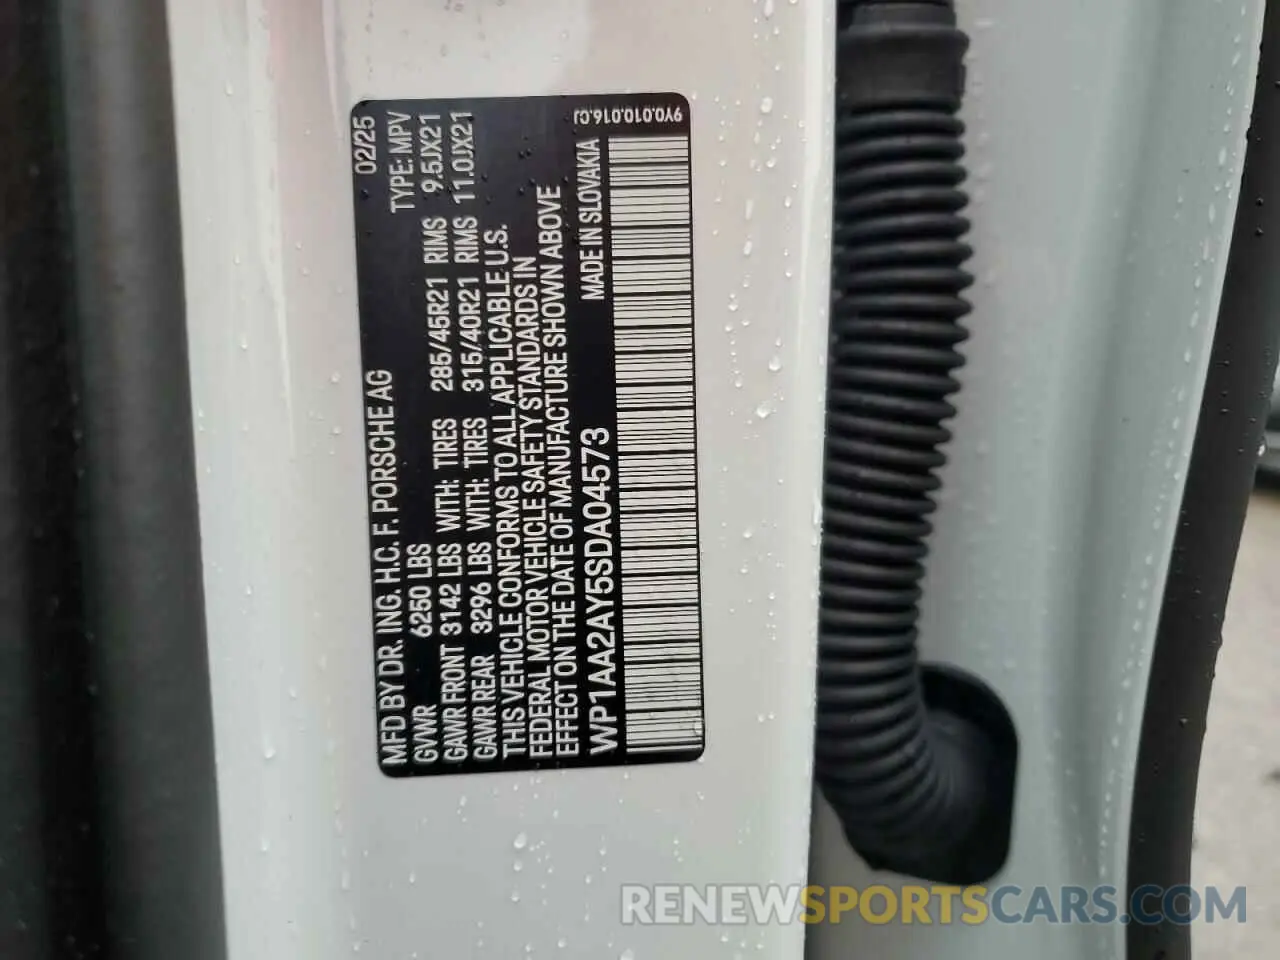 MFD BY DR. ING. H.C. F. PORSCHE AG 02/25
GVWR 6250 LBS TYPE: MPV
GAWR FRONT 3142 LBS WITH: TIRES 285/45R21 RIMS 9.5JX21
GAWR REAR 3296 LBS WITH: TIRES 315/40R21 RIMS 11.0JX21
THIS VEHICLE CONFORMS TO ALL APPLICABLE U.S.
FEDERAL MOTOR VEHICLE SAFETY STANDARDS IN
EFFECT ON THE DATE OF MANUFACTURE SHOWN ABOVE
WP1AA2AY5SDA04573 MADE IN SLOVAKIA
9Y0.010.016.CJ
RENEWSPORTSCARS.COM